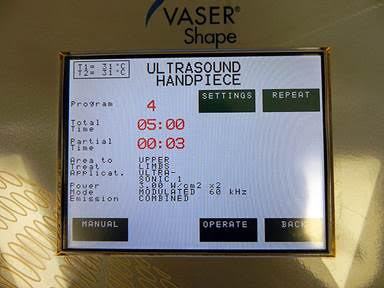 VASER®
Shape
T1= 31°C
T2= 31°C
ULTRASOUND
HANDPIECE
Program 4
SETTINGS REPEAT
Total
Time 05:00
Partial
Time 00:03
Area to UPPER
Treat LIMBS
Applicat. ULTRA-
SONIC 1
Power 3.00 W/cm2 x2
Mode MODULATED 60 kHz
Emission COMBINED
MANUAL OPERATE BACK